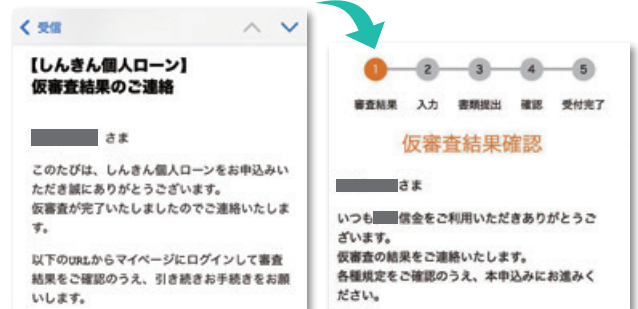 受信
【しんきん個人ローン】
仮審査結果のご連絡
さま
このたびは、しんきん個人ローンをお申込みい
ただき誠にありがとうございます。
仮審査が完了いたしましたのでご連絡いたしま
す。
以下のURLからマイページにログインして審査
結果をご確認のうえ、引き続きお手続きをお願
いします。
1 2 3 4 5
審査結果 入力 書類提出 確認 受付完了
仮審査結果確認
さま
いつも 信金をご利用いただきありがとうご
ざいます。
仮審査の結果をご連絡いたします。
各種規定をご確認のうえ、本申込みにお進みく
ださい。